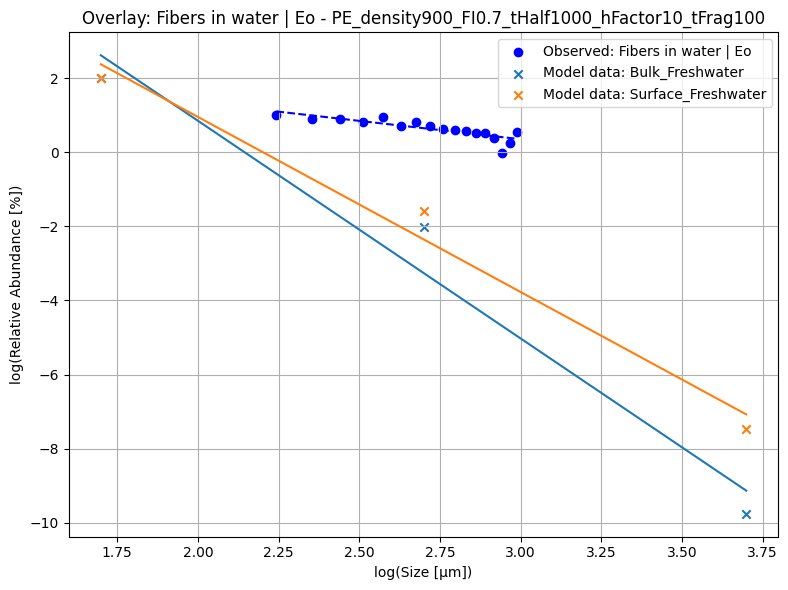 Overlay: Fibers in water | Eo - PE_density900_FI0.7_tHalf1000_hFactor10_tFrag100
Observed: Fibers in water | Eo
Model data: Bulk_Freshwater
Model data: Surface_Freshwater
log(Relative Abundance [%])
2
0
−2
−4
−6
−8
−10
1.75
2.00
2.25
2.50
2.75
3.00
3.25
3.50
3.75
log(Size [µm])